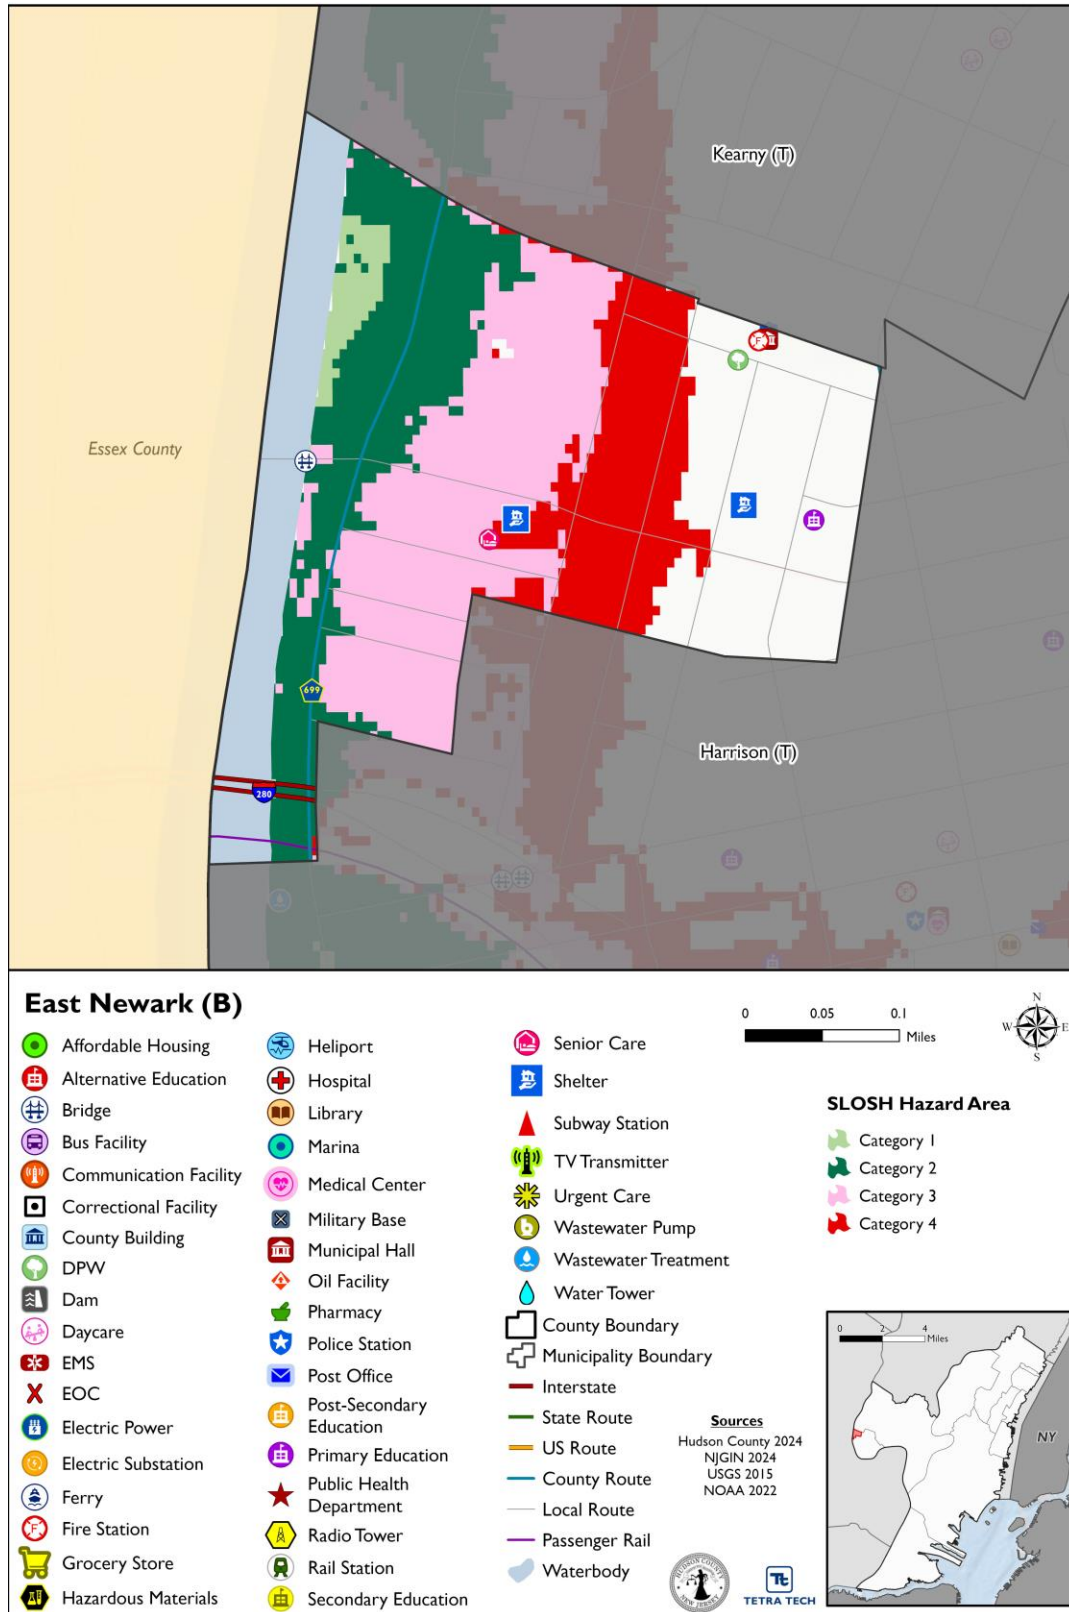 Kearny (T)
Essex County
F
699
Harrison (T)
280
East Newark (B)
Affordable Housing
Alternative Education
Bridge
Bus Facility
Communication Facility
Correctional Facility
County Building
DPW
Dam
Daycare
EMS
EOC
Electric Power
Electric Substation
Ferry
Fire Station
Grocery Store
Hazardous Materials
Heliport
Hospital
Library
Marina
Medical Center
Military Base
Municipal Hall
Oil Facility
Pharmacy
Police Station
Post Office
Post-Secondary
Education
Primary Education
Public Health
Department
Radio Tower
Rail Station
Secondary Education
Senior Care
Shelter
Subway Station
TV Transmitter
Urgent Care
Wastewater Pump
Wastewater Treatment
Water Tower
County Boundary
Municipality Boundary
Interstate
State Route
US Route
County Route
Local Route
Passenger Rail
Waterbody
0 0.05 0.1
Miles
N
W E
S
SLOSH Hazard Area
Category 1
Category 2
Category 3
Category 4
Sources
Hudson County 2024
NJGIN 2024
USGS 2015
NOAA 2022
HUDSON COUNTY
NEW JERSEY
Tt
TETRA TECH
0 2 4
Miles
NY